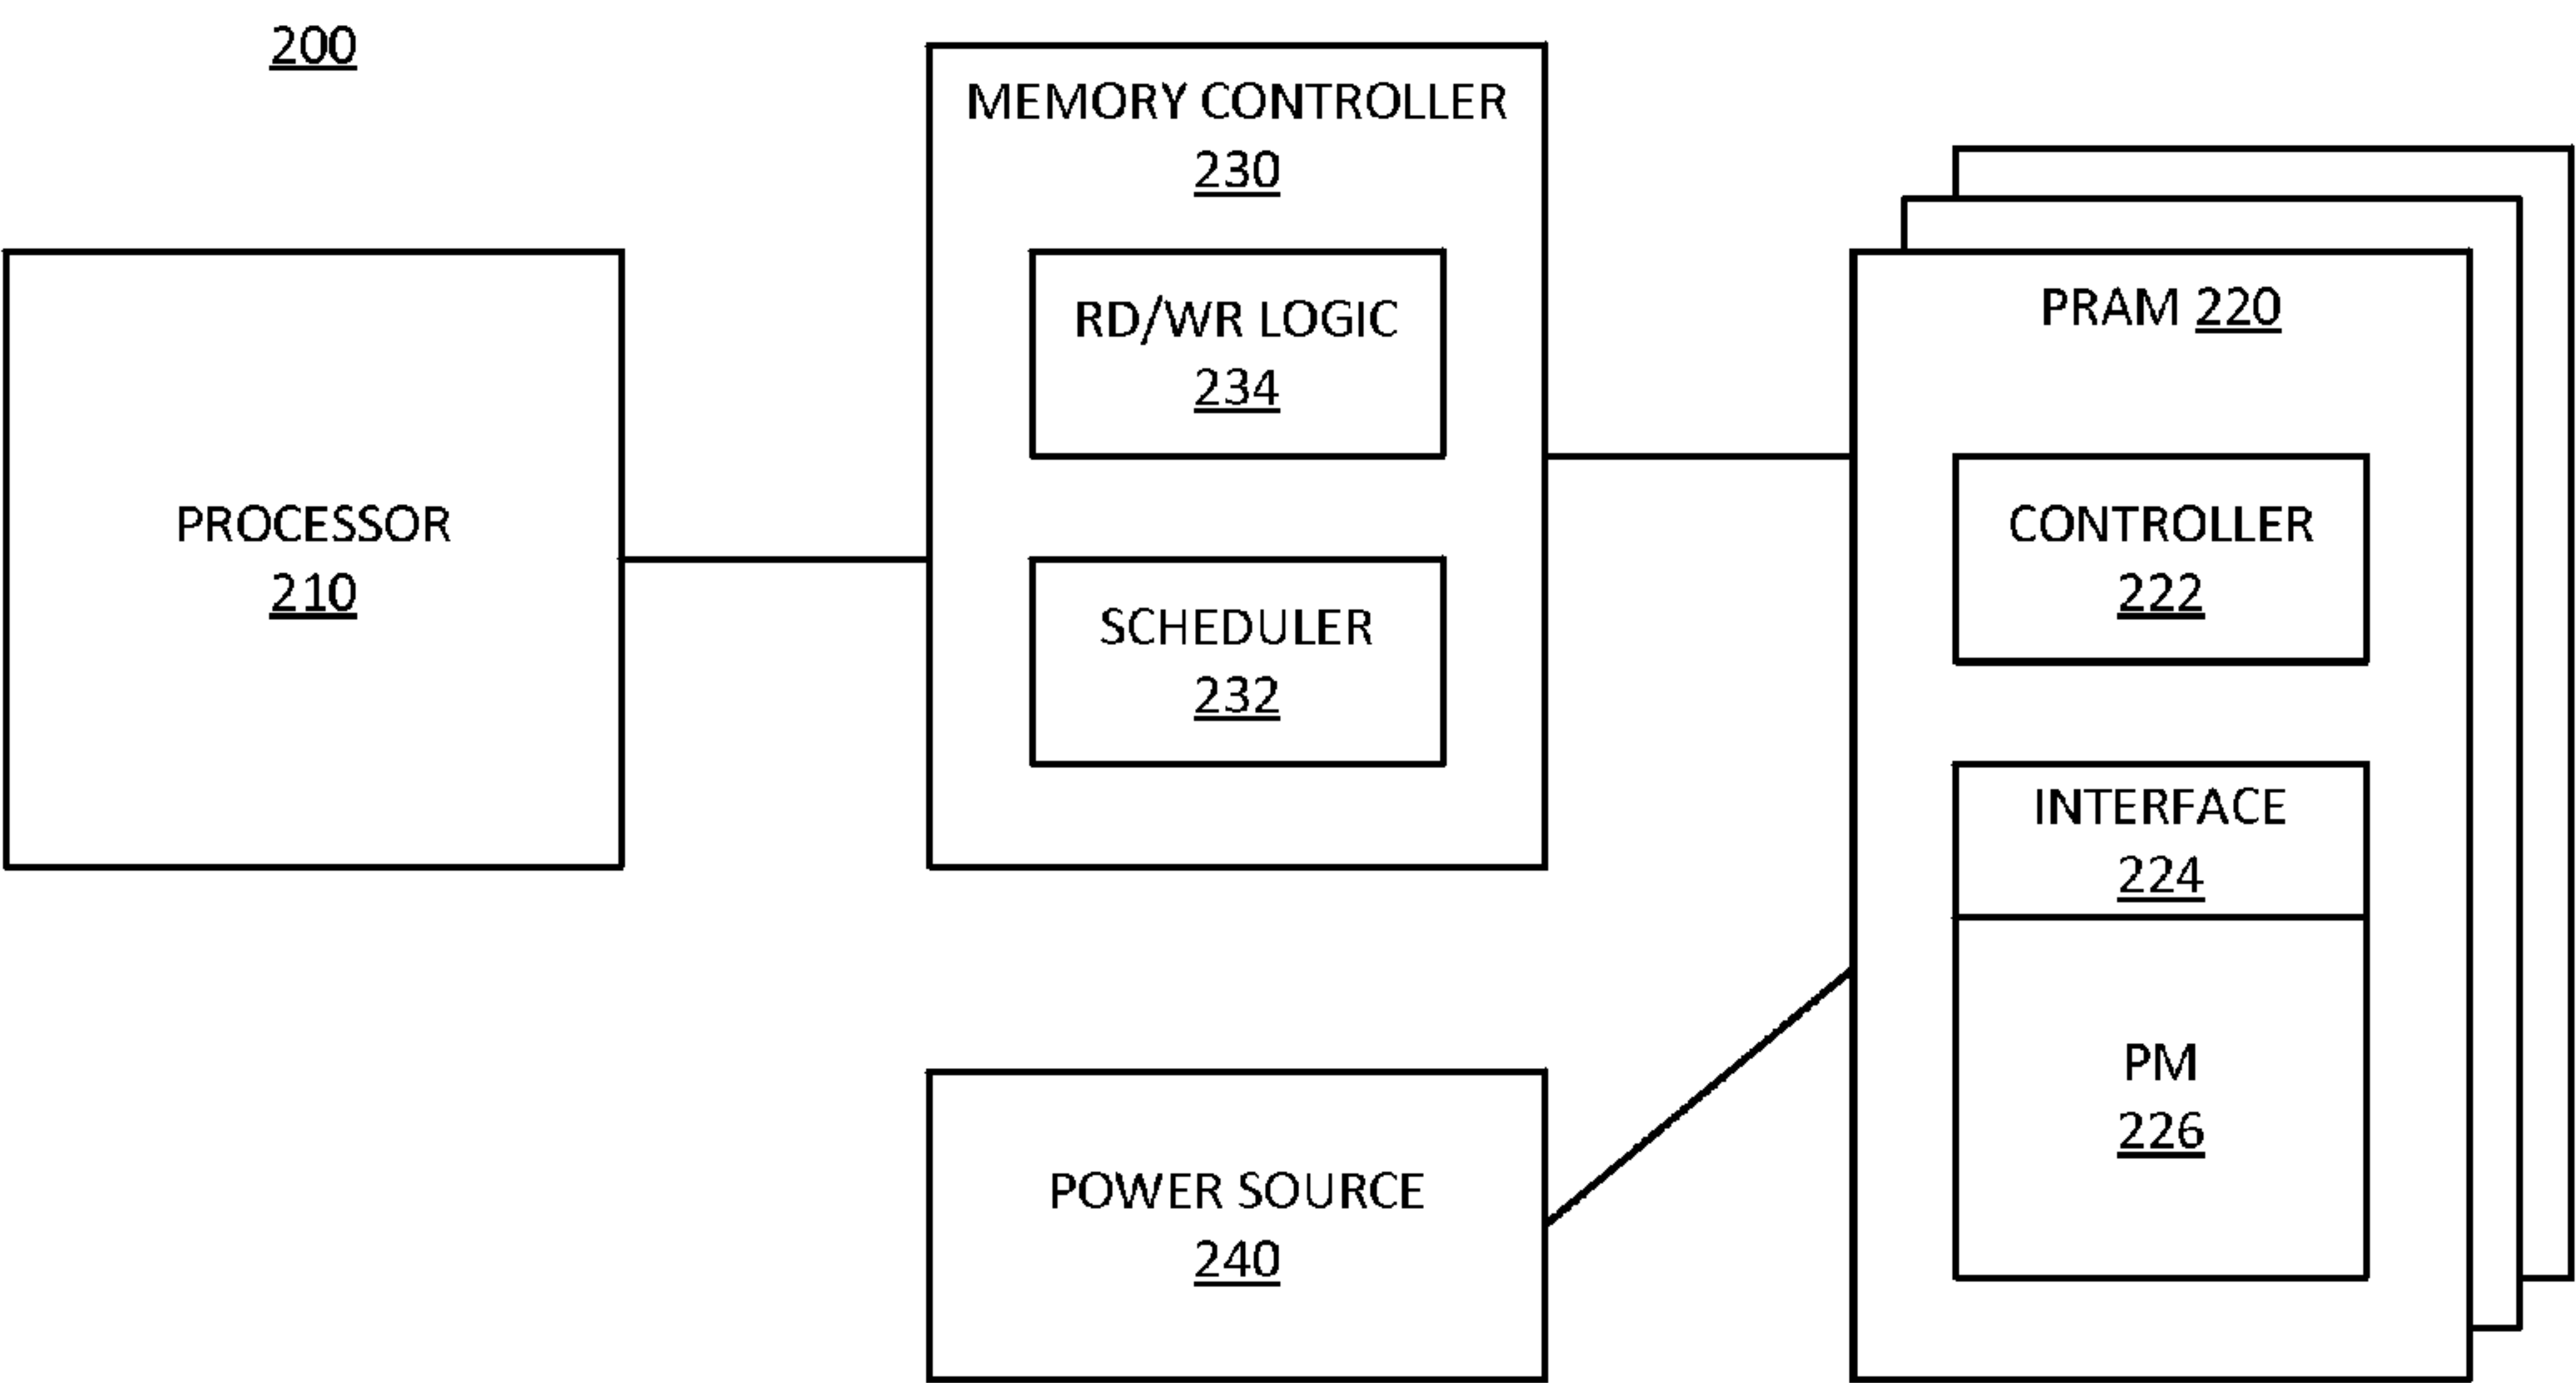 200
MEMORY CONTROLLER
230
RD/WR LOGIC
234
SCHEDULER
232
PROCESSOR
210
PRAM 220
CONTROLLER
222
INTERFACE
224
PM
226
POWER SOURCE
240